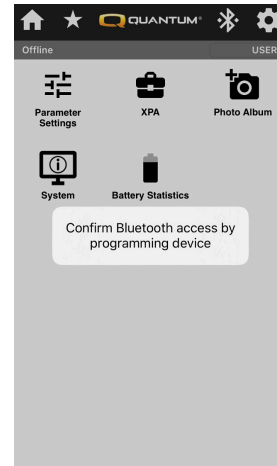 QUANTUM®
Offline USER
Parameter
Settings
XPA
Photo Album
System
Battery Statistics
Confirm Bluetooth access by
programming device